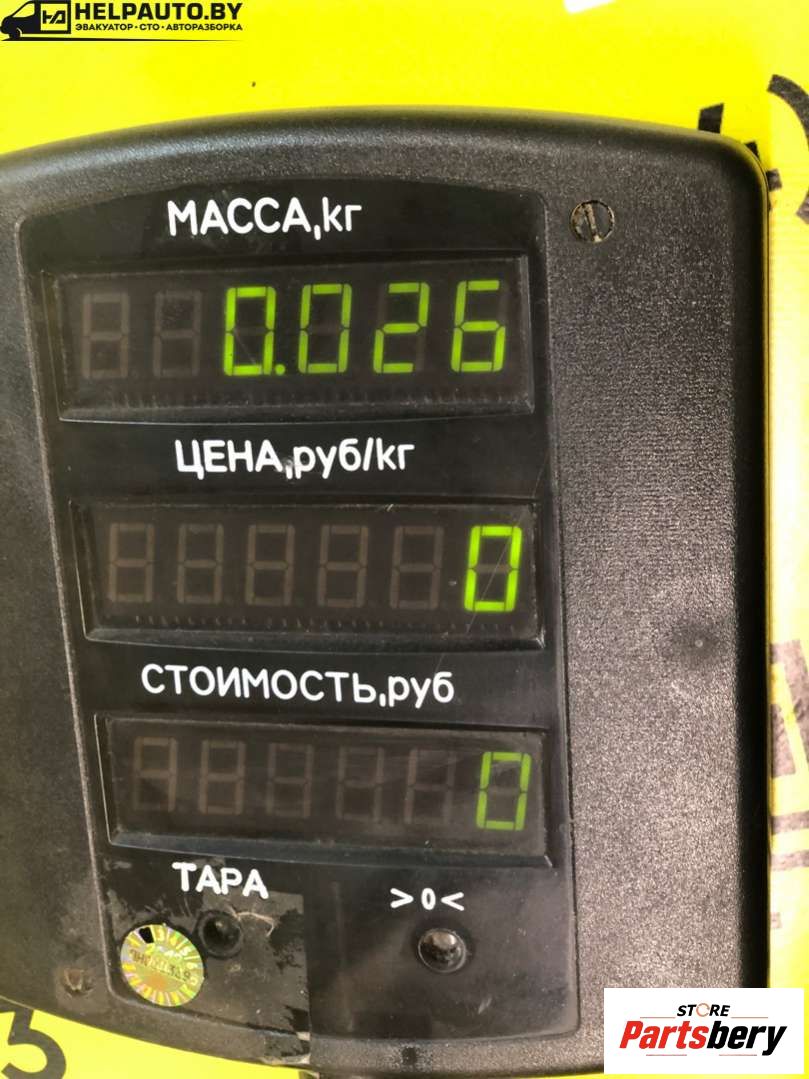 HELPAUTO.BY
ЭВАКУАТОР · СТО · АВТОРАЗБОРКА
МАССА,кг
0.026
ЦЕНА,руб/кг
0
СТОИМОСТЬ,руб
0
ТАРА
>0<
3
STORE
Partsbery